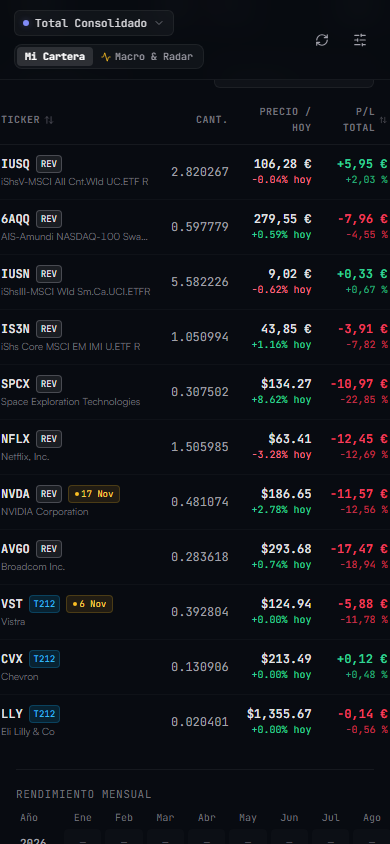 Total Consolidado
Mi Cartera Macro & Radar
TICKER CANT. PRECIO / HOY P/L TOTAL
IUSQ REV 2.820267 106,28 € +5,95 €
iShsV-MSCI All Cnt.Wld UC.ETF R -0.04% hoy +2,03 %
6AQQ REV 0.597779 279,55 € -7,96 €
AIS-Amundi NASDAQ-100 Swa... +0.59% hoy -4,55 %
IUSN REV 5.582226 9,02 € +0,33 €
iShsIII-MSCI Wld Sm.Ca.UCI.ETFR -0.62% hoy +0,67 %
IS3N REV 1.050994 43,85 € -3,91 €
iShs Core MSCI EM IMI U.ETF R +1.16% hoy -7,82 %
SPCX REV 0.307502 $134.27 -10,97 €
Space Exploration Technologies +8.62% hoy -22,85 %
NFLX REV 1.505985 $63.41 -12,45 €
Netflix, Inc. -3.28% hoy -12,69 %
NVDA REV 17 Nov 0.481074 $186.65 -11,57 €
NVIDIA Corporation +2.78% hoy -12,56 %
AVGO REV 0.283618 $293.68 -17,47 €
Broadcom Inc. +0.74% hoy -18,94 %
VST T212 6 Nov 0.392804 $124.94 -5,88 €
Vistra +0.00% hoy -11,78 %
CVX T212 0.130906 $213.49 +0,12 €
Chevron +0.00% hoy +0,48 %
LLY T212 0.020401 $1,355.67 -0,14 €
Eli Lilly & Co +0.00% hoy -0,56 %
RENDIMIENTO MENSUAL
Año Ene Feb Mar Abr May Jun Jul Ago
2026 — — — — — — — —